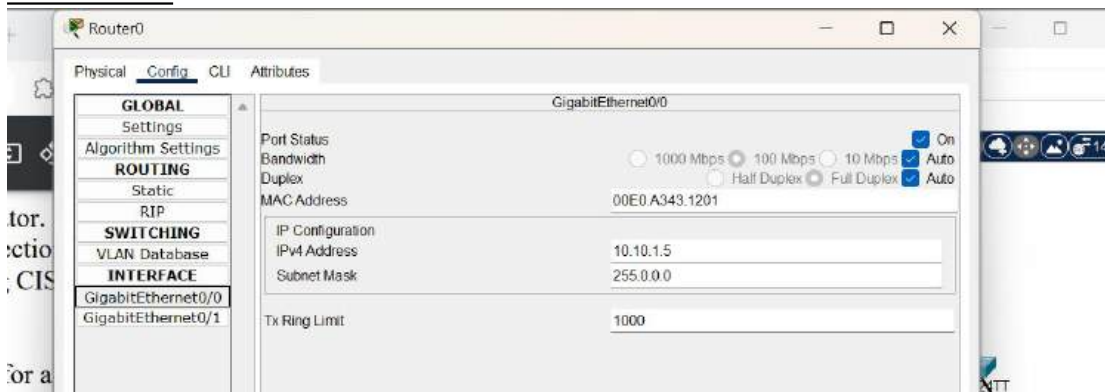 Router0
Physical Config CLI Attributes
GLOBAL
Settings
Algorithm Settings
ROUTING
Static
RIP
SWITCHING
VLAN Database
INTERFACE
GigabitEthernet0/0
GigabitEthernet0/1
GigabitEthernet0/0
Port Status On
Bandwidth 1000 Mbps 100 Mbps 10 Mbps Auto
Duplex Half Duplex Full Duplex Auto
MAC Address 00E0.A343.1201
IP Configuration
IPv4 Address 10.10.1.5
Subnet Mask 255.0.0.0
Tx Ring Limit 1000
tor.
ectio
CIS
for a
14